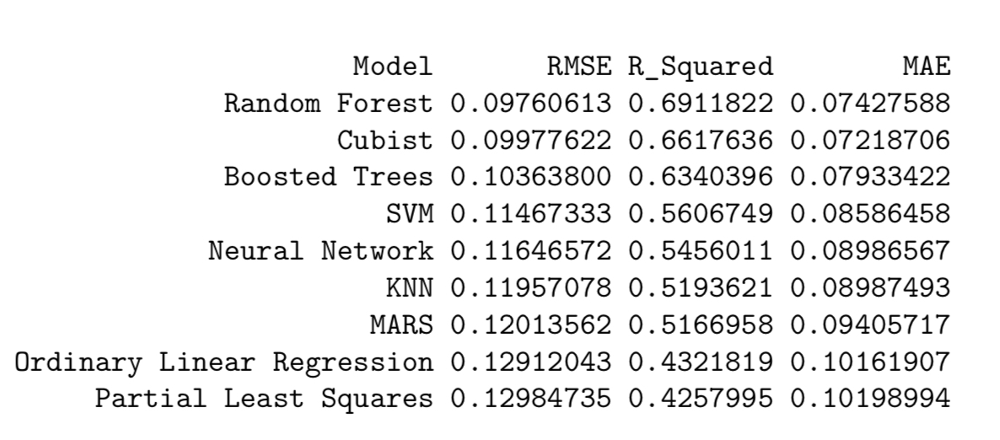 Model RMSE R_Squared MAE
Random Forest 0.09760613 0.6911822 0.07427588
Cubist 0.09977622 0.6617636 0.07218706
Boosted Trees 0.10363800 0.6340396 0.07933422
SVM 0.11467333 0.5606749 0.08586458
Neural Network 0.11646572 0.5456011 0.08986567
KNN 0.11957078 0.5193621 0.08987493
MARS 0.12013562 0.5166958 0.09405717
Ordinary Linear Regression 0.12912043 0.4321819 0.10161907
Partial Least Squares 0.12984735 0.4257995 0.10198994